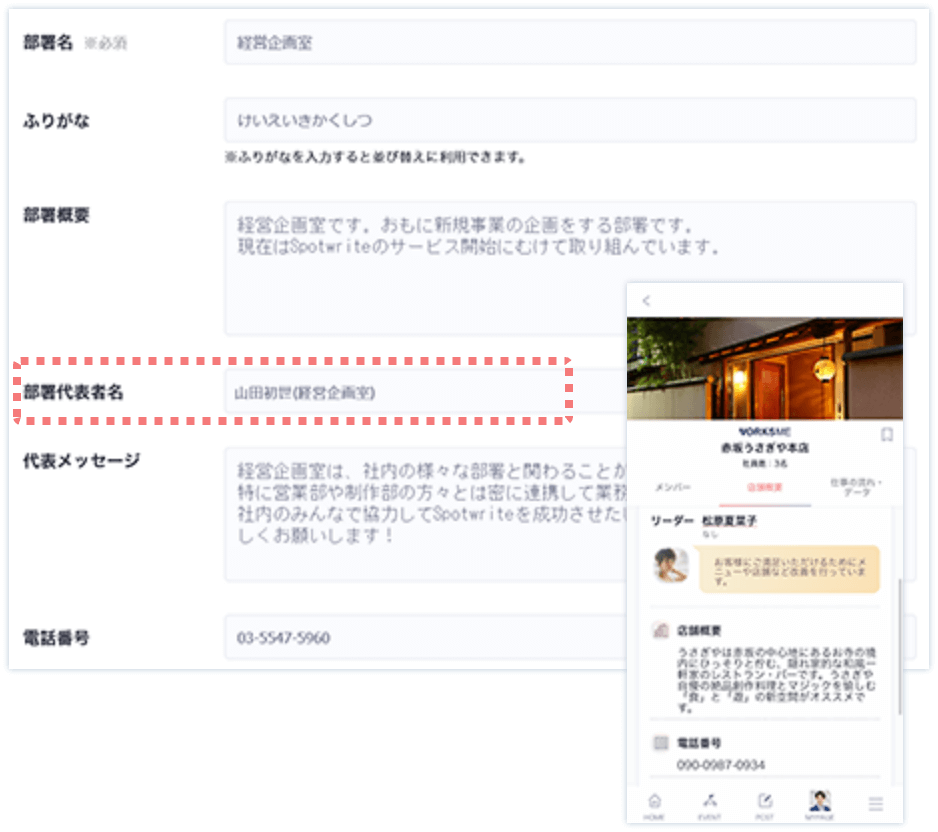 部署名 ※必須
経営企画室
ふりがな
けいえいきかくしつ
※ふりがなを入力すると並び替えに利用できます。
部署概要
経営企画室です。おもに新規事業の企画をする部署です。
現在はSpotwriteのサービス開始にむけて取り組んでいます。
部署代表者名
山田初世(経営企画室)
代表メッセージ
経営企画室は、社内の様々な部署と関わることが
特に営業部や制作部の方々とは密に連携して業務
社内のみんなで協力してSpotwriteを成功させた
しくお願いします！
電話番号
03-5547-5960
WORKSME
赤坂うさぎや本店
社員数：3名
メンバー
店舗概要
仕事の流れ・
データ
リーダー 松原夏菜子
なし
お客様にご満足いただけるためにメ
ニューや店舗など改善を行っていま
す。
店舗概要
うさぎやは赤坂の中心地にあるお寺の境
内にひっそりと佇む、隠れ家的な和風一
軒家のレストラン・バーです。うさぎや
自慢の絶品創作料理とマジックを愉しむ
「食」と「遊」の新空間がオススメで
す。
電話番号
090-0987-0934
HOME
EVENT
POST
MYPAGE